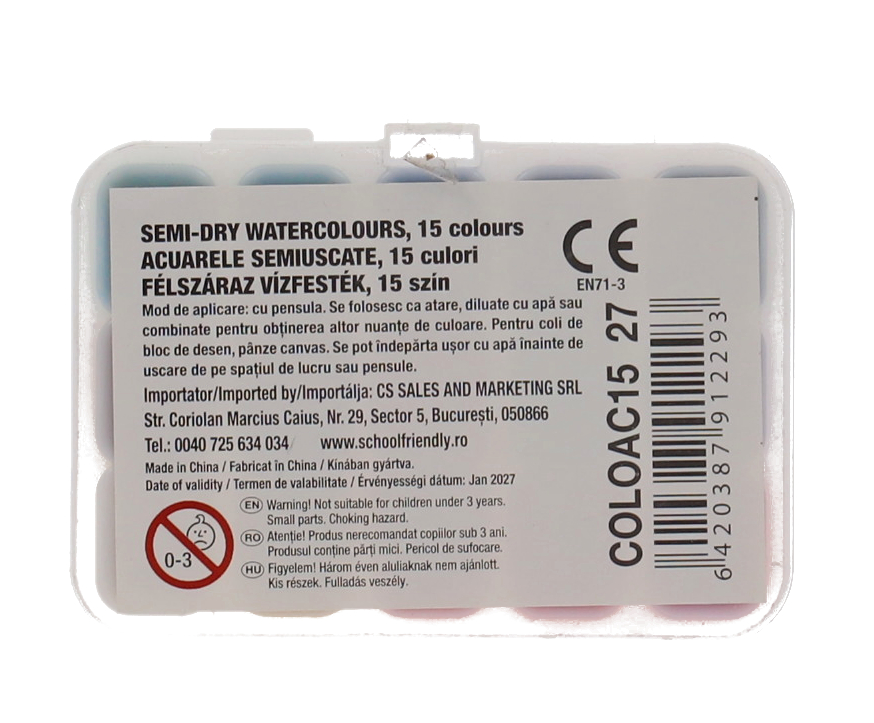 SEMI-DRY WATERCOLOURS, 15 colours
ACUARELE SEMIUSCATE, 15 culori
FÉLSZÁRAZ VÍZFESTÉK, 15 szín
Mod de aplicare: cu pensula. Se folosesc ca atare, diluate cu apă sau
combinate pentru obținerea altor nuanțe de culoare. Pentru coli de
bloc de desen, pânze canvas. Se pot îndepărta ușor cu apă înainte de
uscare de pe spațiul de lucru sau pensule.
Importator/Imported by/Importálja: CS SALES AND MARKETING SRL
Str. Coriolan Marcius Caius, Nr. 29, Sector 5, București, 050866
Tel.: 0040 725 634 034/ www.schoolfriendly.ro
Made in China / Fabricat în China / Kínában gyártva.
Date of validity / Termen de valabilitate / Érvényességi dátum: Jan 2027
0-3
EN Warning! Not suitable for children under 3 years.
Small parts. Choking hazard.
RO Atenție! Produs nerecomandat copiilor sub 3 ani.
Produsul conține părți mici. Pericol de sufocare.
HU Figyelem! Három éven aluliaknak nem ajánlott.
Kis részek. Fulladás veszély.
CE
EN71-3
COLOAC15 27
6420387912293